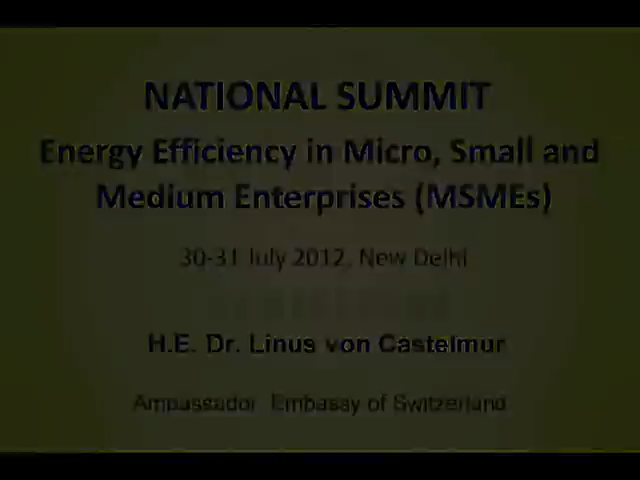 NATIONAL SUMMIT
Energy Efficiency in Micro, Small and
Medium Enterprises (MSMEs)
30-31 July 2012, New Delhi
H.E. Dr. Linus von Castelmur
Ambassador, Embassy of Switzerland